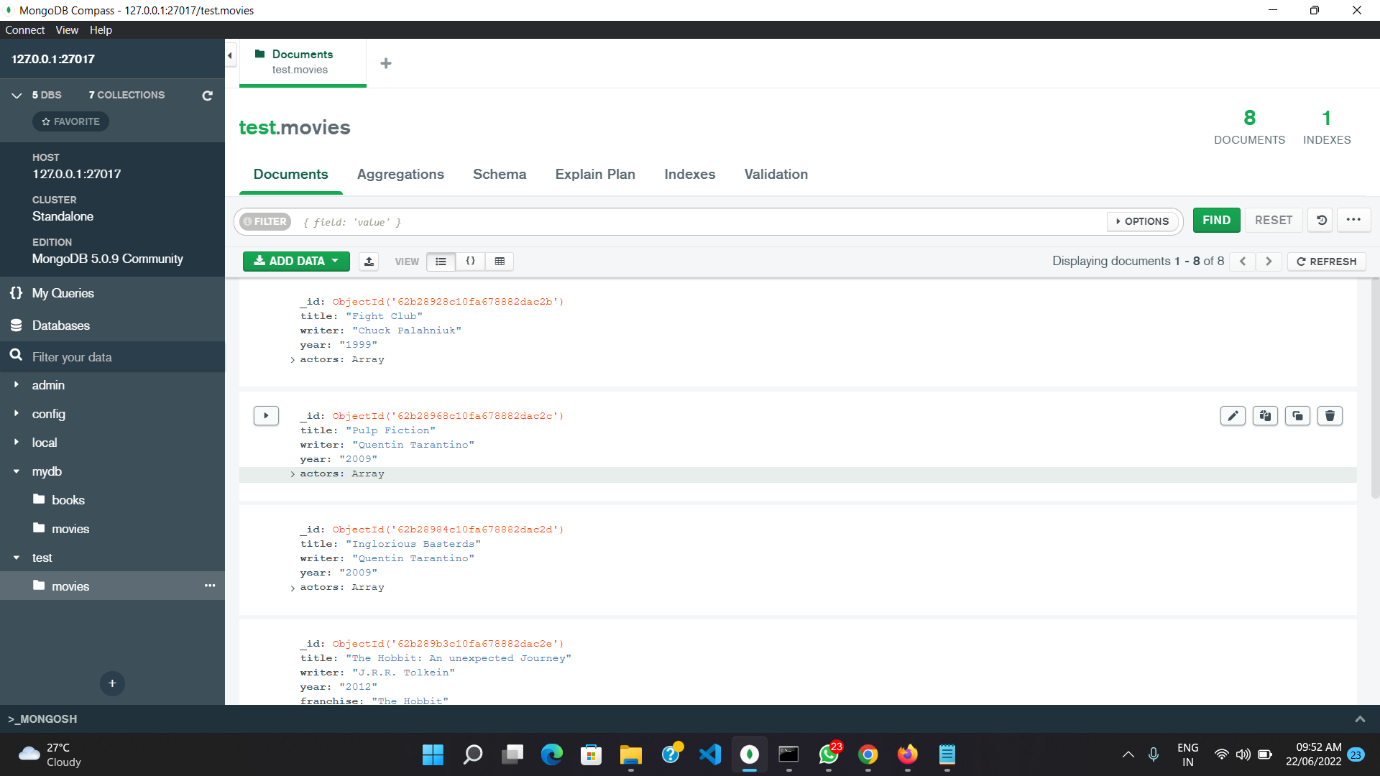 MongoDB Compass - 127.0.0.1:27017/test.movies
Connect View Help
127.0.0.1:27017
5 DBS 7 COLLECTIONS
FAVORITE
HOST
127.0.0.1:27017
CLUSTER
Standalone
EDITION
MongoDB 5.0.9 Community
My Queries
Databases
Filter your data
admin
config
local
mydb
books
movies
test
movies
Documents
test.movies
test.movies
8
DOCUMENTS
1
INDEXES
Documents Aggregations Schema Explain Plan Indexes Validation
FILTER { field: 'value' } OPTIONS FIND RESET
ADD DATA VIEW {} Displaying documents 1 - 8 of 8 REFRESH
_id: ObjectId('62b28928c10fa678882dac2b')
title: "Fight Club"
writer: "Chuck Palahniuk"
year: "1999"
actors: Array
_id: ObjectId('62b28968c10fa678882dac2c')
title: "Pulp Fiction"
writer: "Quentin Tarantino"
year: "2009"
actors: Array
_id: ObjectId('62b28984c10fa678882dac2d')
title: "Inglorious Basterds"
writer: "Quentin Tarantino"
year: "2009"
actors: Array
_id: ObjectId('62b289b3c10fa678882dac2e')
title: "The Hobbit: An unexpected Journey"
writer: "J.R.R. Tolkein"
year: "2012"
franchise: "The Hobbit"
>_MONGOSH
27°C
Cloudy
23
ENG
IN
09:52 AM
22/06/2022
23